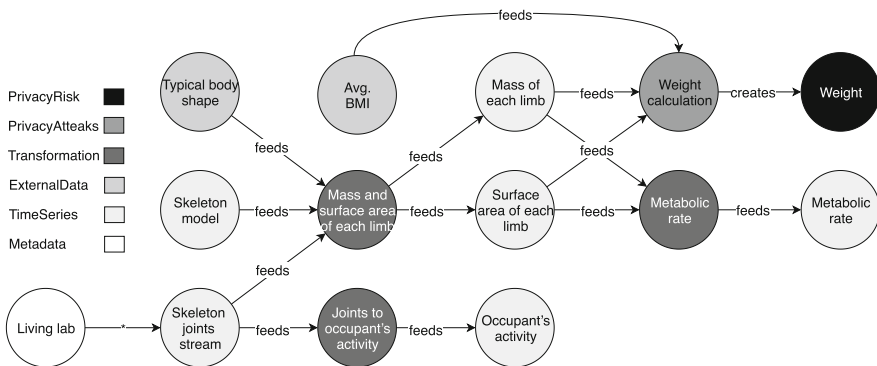 feeds
Typical body
shape
Avg.
BMI
Mass of
each limb
feeds
Weight
calculation
creates
Weight
PrivacyRisk
PrivacyAtteaks
Transformation
ExternalData
TimeSeries
Metadata
feeds
feeds
feeds
Skeleton
model
feeds
Mass and
surface area
of each limb
feeds
Surface
area of each
limb
feeds
Metabolic
rate
feeds
Metabolic
rate
feeds
Living lab
*
Skeleton
joints
stream
feeds
Joints to
occupant's
activity
feeds
Occupant's
activity